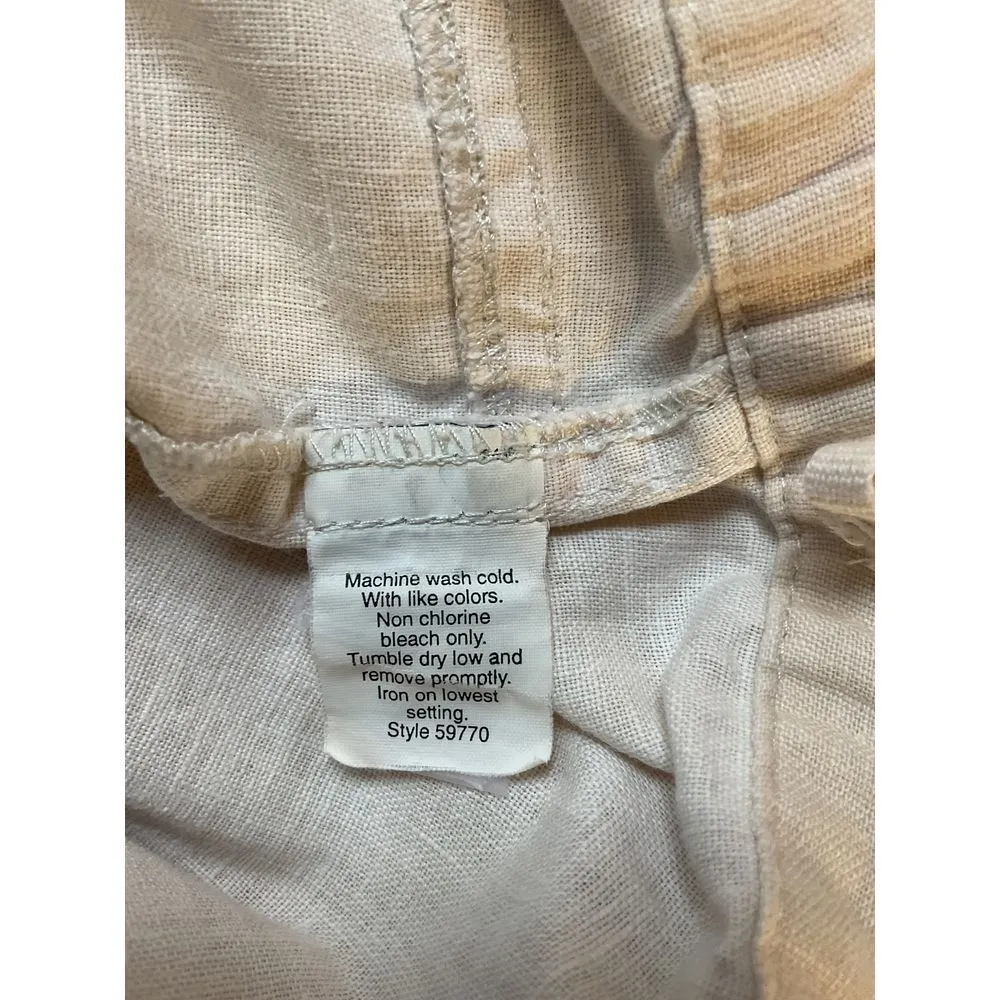 Machine wash cold.
With like colors.
Non chlorine
bleach only.
Tumble dry low and
remove promptly.
Iron on lowest
setting.
Style 59770